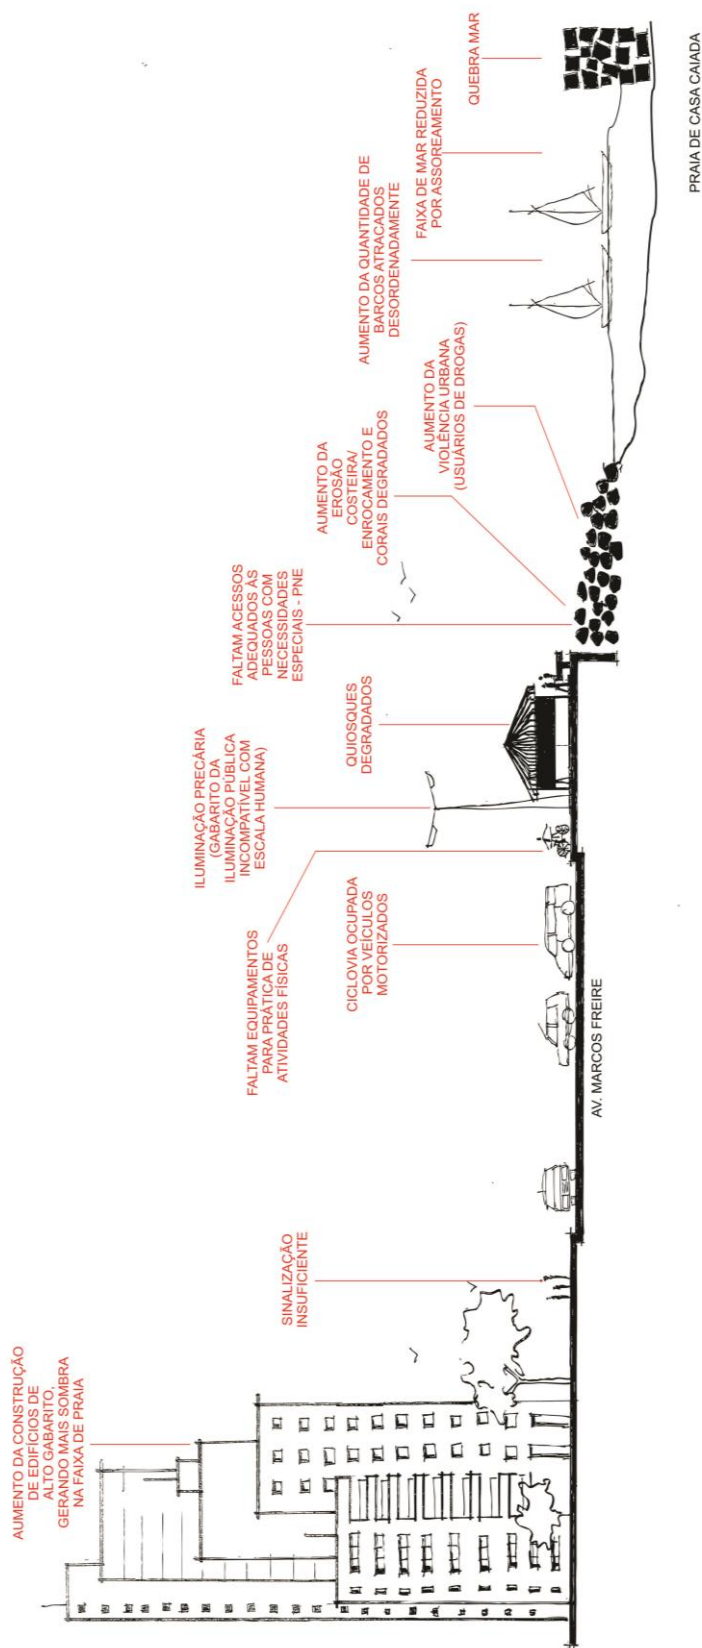 AUMENTO DA CONSTRUÇÃO
DE EDIFÍCIOS DE
ALTO GABARITO,
GERANDO MAIS SOMBRA
NA FAIXA DE PRAIA
SINALIZAÇÃO
INSUFICIENTE
FALTAM EQUIPAMENTOS
PARA PRÁTICA DE
ATIVIDADES FÍSICAS
CICLOVIA OCUPADA
POR VEÍCULOS
MOTORIZADOS
ILUMINAÇÃO PRECÁRIA
(GABARITO DA
ILUMINAÇÃO PÚBLICA
INCOMPATÍVEL COM
ESCALA HUMANA)
QUIOSQUES
DEGRADADOS
FALTAM ACESSOS
ADEQUADOS ÀS
PESSOAS COM
NECESSIDADES
ESPECIAIS - PNE
AUMENTO DA
EROSÃO
COSTEIRA/
ENROCAMENTO E
CORAIS DEGRADADOS
AUMENTO DA
VIOLÊNCIA URBANA
(USUÁRIOS DE DROGAS)
AUMENTO DA QUANTIDADE DE
BARCOS ATRACADOS
DESORDENADAMENTE
FAIXA DE MAR REDUZIDA
POR ASSOREAMENTO
QUEBRA MAR
AV. MARCOS FREIRE
PRAIA DE CASA CAIADA